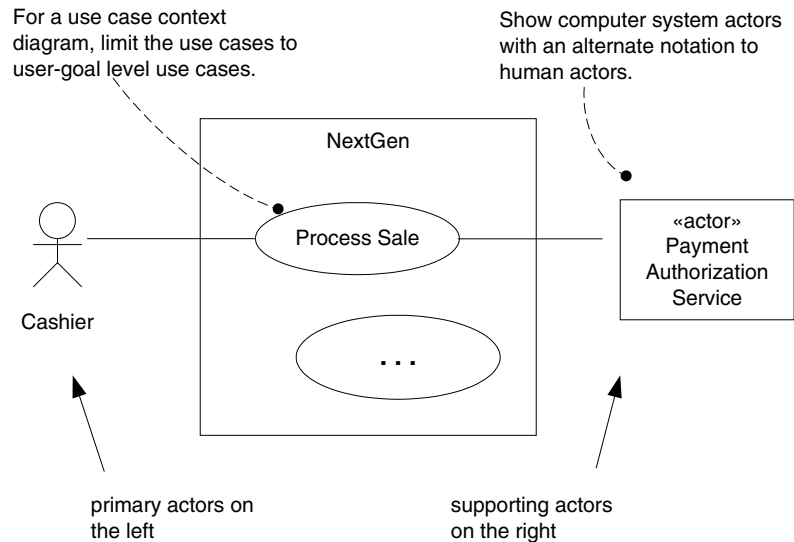 For a use case context
diagram, limit the use cases to
user-goal level use cases.
Show computer system actors
with an alternate notation to
human actors.
NextGen
Process Sale
«actor»
Payment
Authorization
Service
Cashier
. . .
primary actors on
the left
supporting actors
on the right